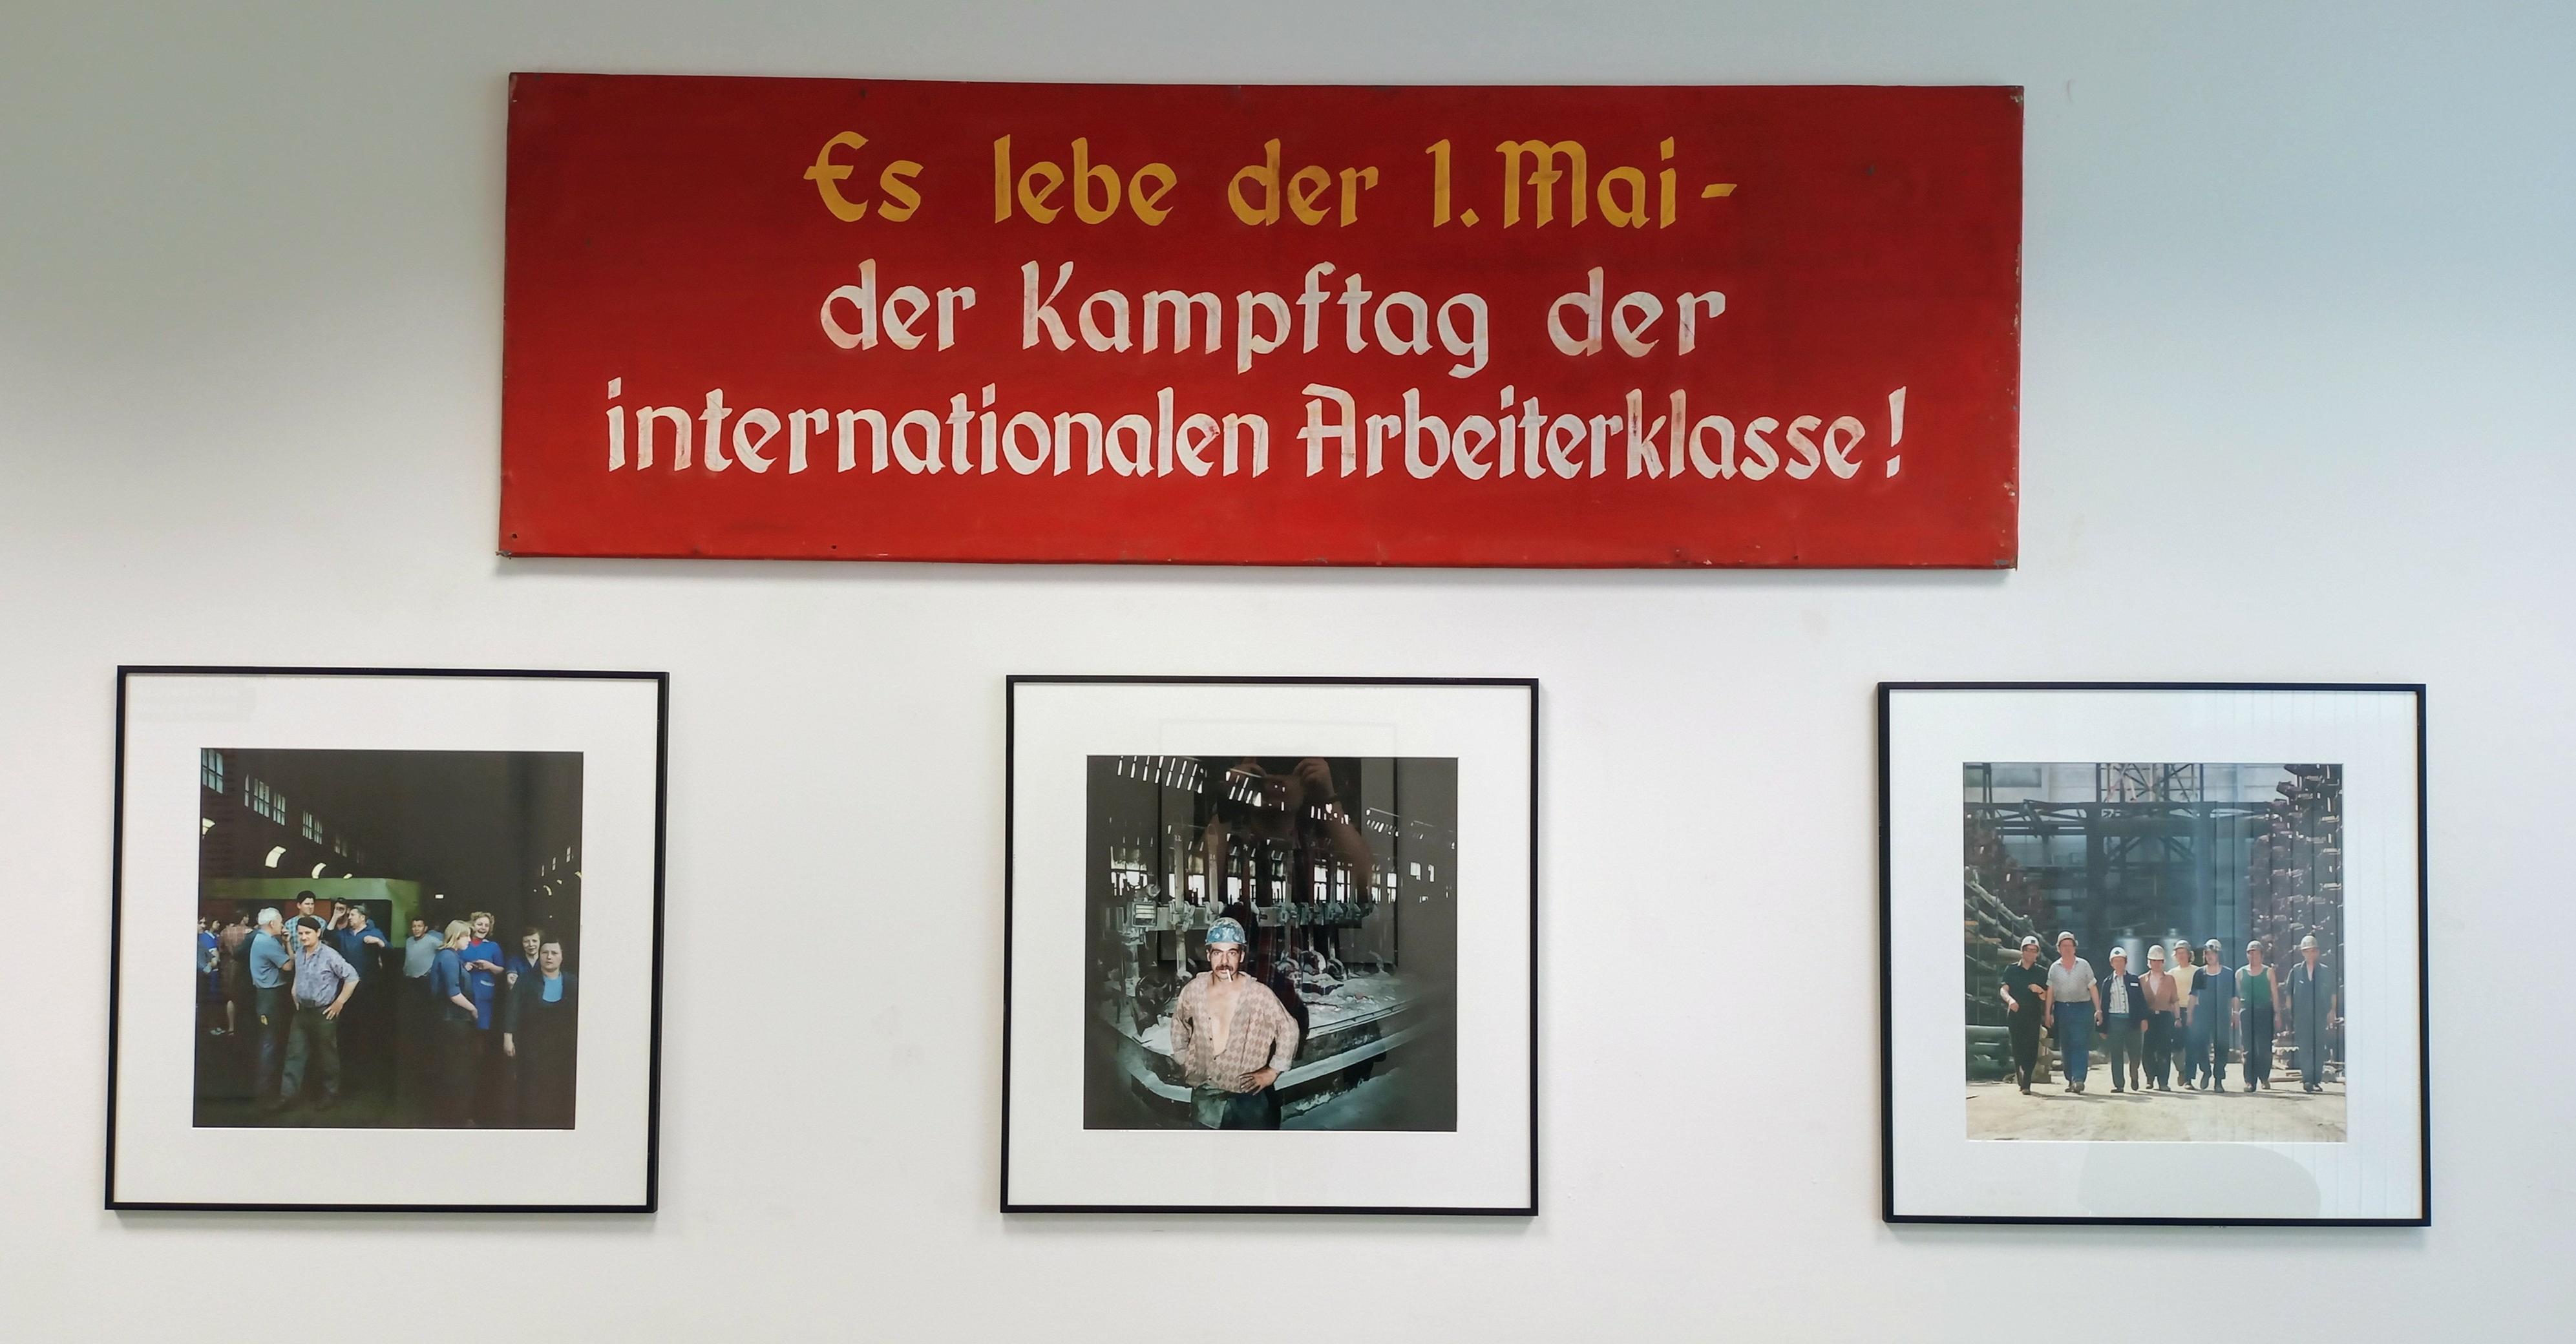 Es lebe der 1. Mai-
der Kampftag der
internationalen Arbeiterklasse!